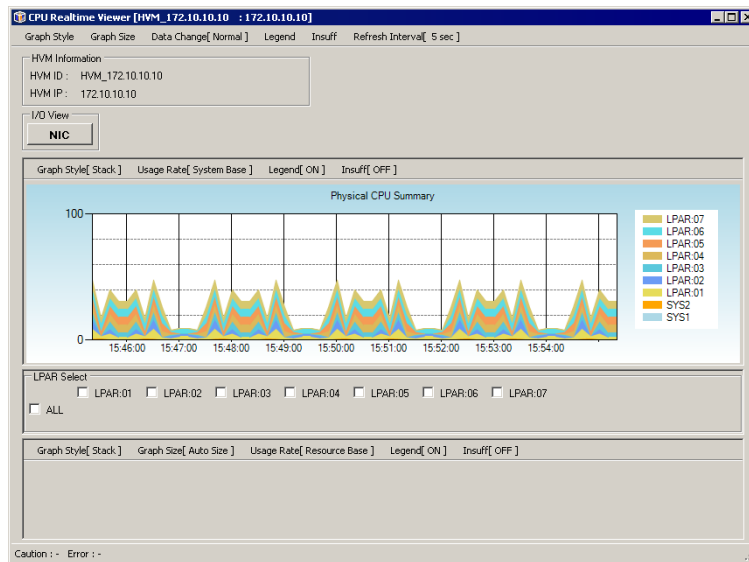 CPU Realtime Viewer [HVM_172.10.10.10 : 172.10.10.10]
Graph Style Graph Size Data Change[ Normal ] Legend Insuff Refresh Interval[ 5 sec ]
HVM Information
HVM ID : HVM_172.10.10.10
HVM IP : 172.10.10.10
I/O View
NIC
Graph Style[ Stack ] Usage Rate[ System Base ] Legend[ ON ] Insuff[ OFF ]
Physical CPU Summary
100
0
15:46:00 15:47:00 15:48:00 15:49:00 15:50:00 15:51:00 15:52:00 15:53:00 15:54:00
LPAR:07
LPAR:06
LPAR:05
LPAR:04
LPAR:03
LPAR:02
LPAR:01
SYS2
SYS1
LPAR Select
LPAR:01 LPAR:02 LPAR:03 LPAR:04 LPAR:05 LPAR:06 LPAR:07
ALL
Graph Style[ Stack ] Graph Size[ Auto Size ] Usage Rate[ Resource Base ] Legend[ ON ] Insuff[ OFF ]
Caution : - Error : -